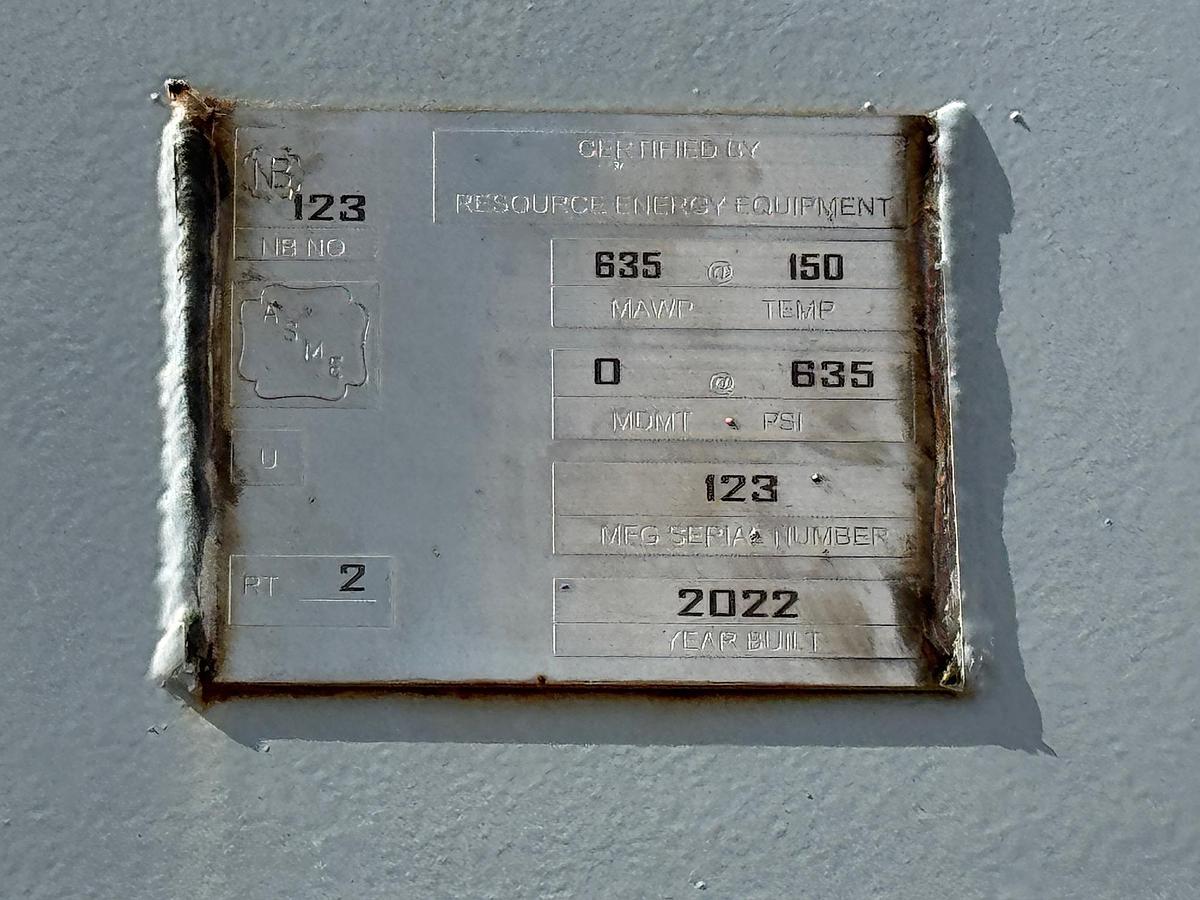 NB
123
NB NO
ASME
U
RT 2
CERTIFIED BY
RESOURCE ENERGY EQUIPMENT
635 @ 150
MAWP TEMP
0 @ 635
MDMT PSI
123
MFG SERIAL NUMBER
2022
YEAR BUILT